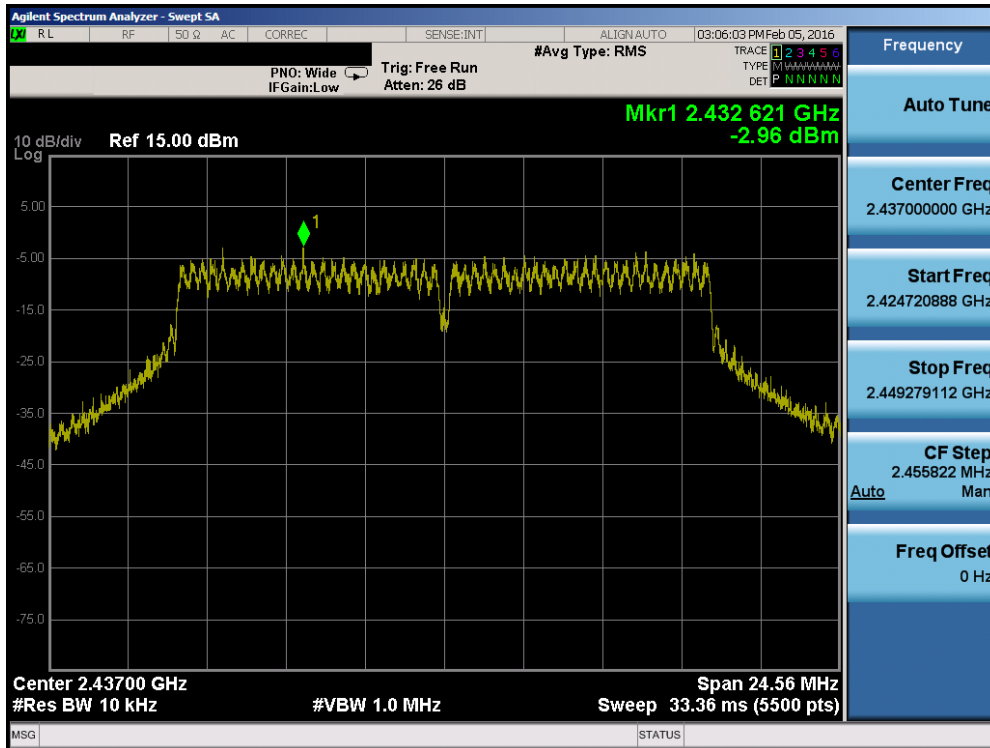 Agilent Spectrum Analyzer - Swept SA
LXI RL RF 50 Ω AC CORREC SENSE:INT ALIGN AUTO 03:06:03 PM Feb 05, 2016
#Avg Type: RMS TRACE 1 2 3 4 5 6
PNO: Wide Trig: Free Run TYPE M WWWWW
IFGain:Low Atten: 26 dB DET P N N N N N
Mkr1 2.432 621 GHz
-2.96 dBm
10 dB/div Ref 15.00 dBm
Log
5.00
1
-5.00
-15.0
-25.0
-35.0
-45.0
-55.0
-65.0
-75.0
Center 2.43700 GHz Span 24.56 MHz
#Res BW 10 kHz #VBW 1.0 MHz Sweep 33.36 ms (5500 pts)
MSG STATUS
Frequency
Auto Tune
Center Freq
2.437000000 GHz
Start Freq
2.424720888 GHz
Stop Freq
2.449279112 GHz
CF Step
2.455822 MHz
Auto Man
Freq Offset
0 Hz